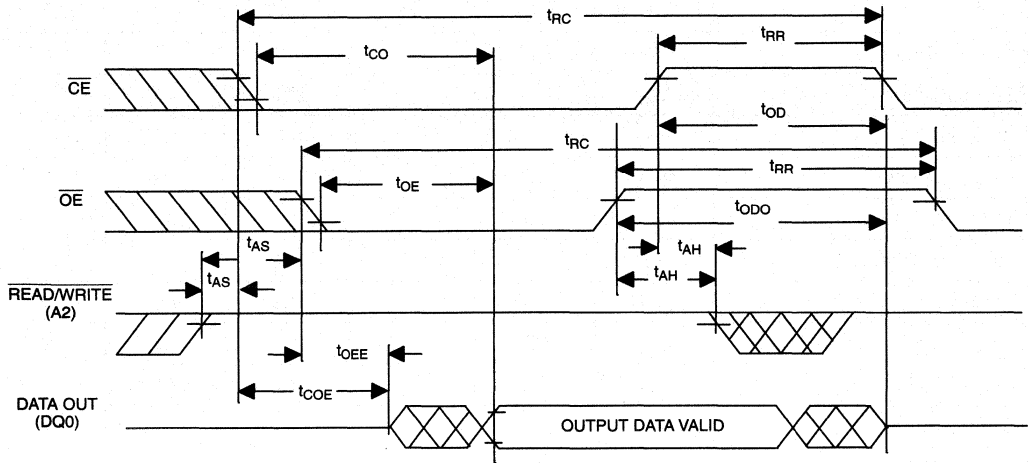 tRC
tRR
tCO
CE
tOD
tRC
tRR
tOE
OE
tODO
tAS
tAH
tAS
tAH
READ/WRITE
(A2)
tOEE
tCOE
DATA OUT
(DQ0)
OUTPUT DATA VALID